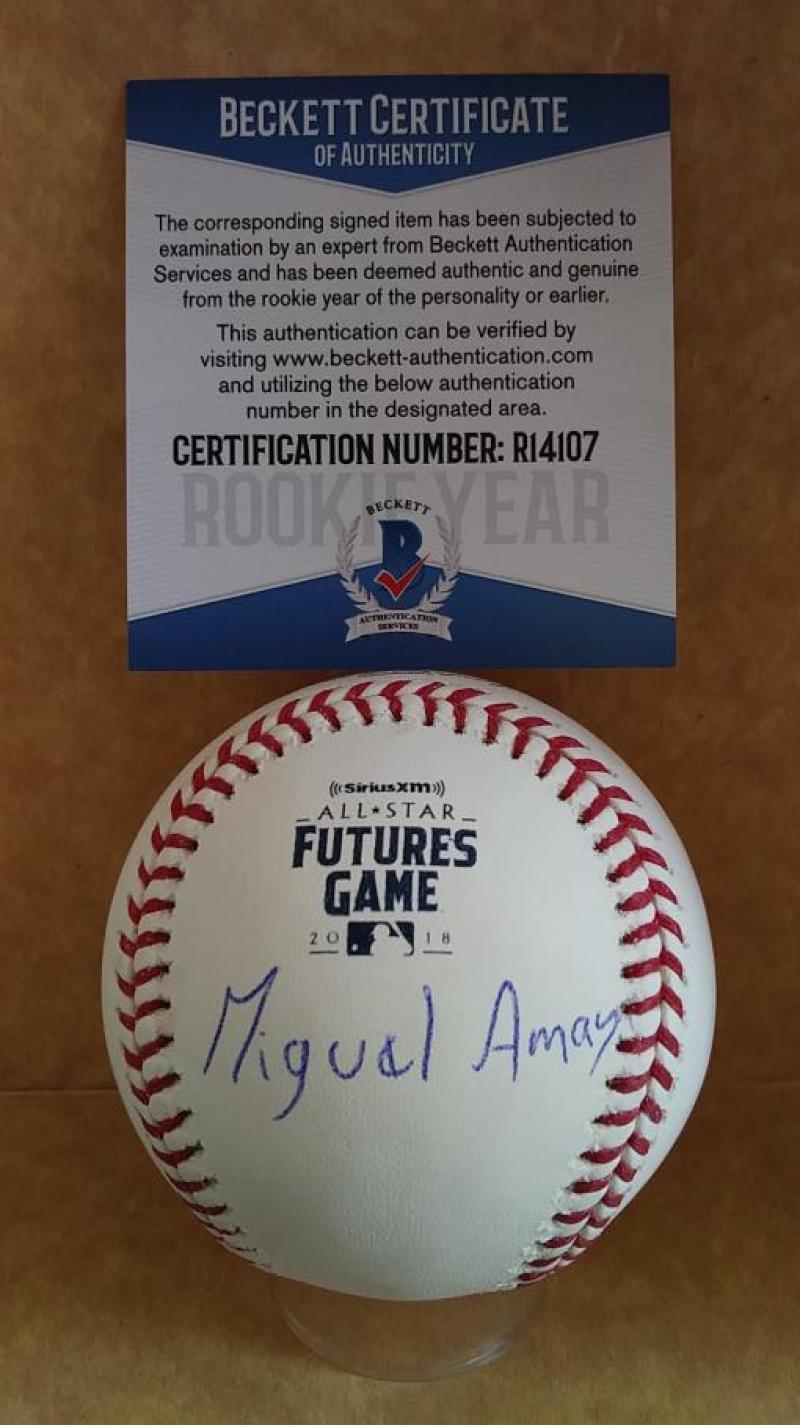 BECKETT CERTIFICATE
OF AUTHENTICITY
The corresponding signed item has been subjected to
examination by an expert from Beckett Authentication
Services and has been deemed authentic and genuine
from the rookie year of the personality or earlier.
This authentication can be verified by
visiting www.beckett-authentication.com
and utilizing the below authentication
number in the designated area.
CERTIFICATION NUMBER: R14107
ROOKIE YEAR
BECKETT
B
AUTHENTICATION
SERVICES
((SiriusXM))
ALL★STAR
FUTURES
GAME
20 18
Miguel Amay